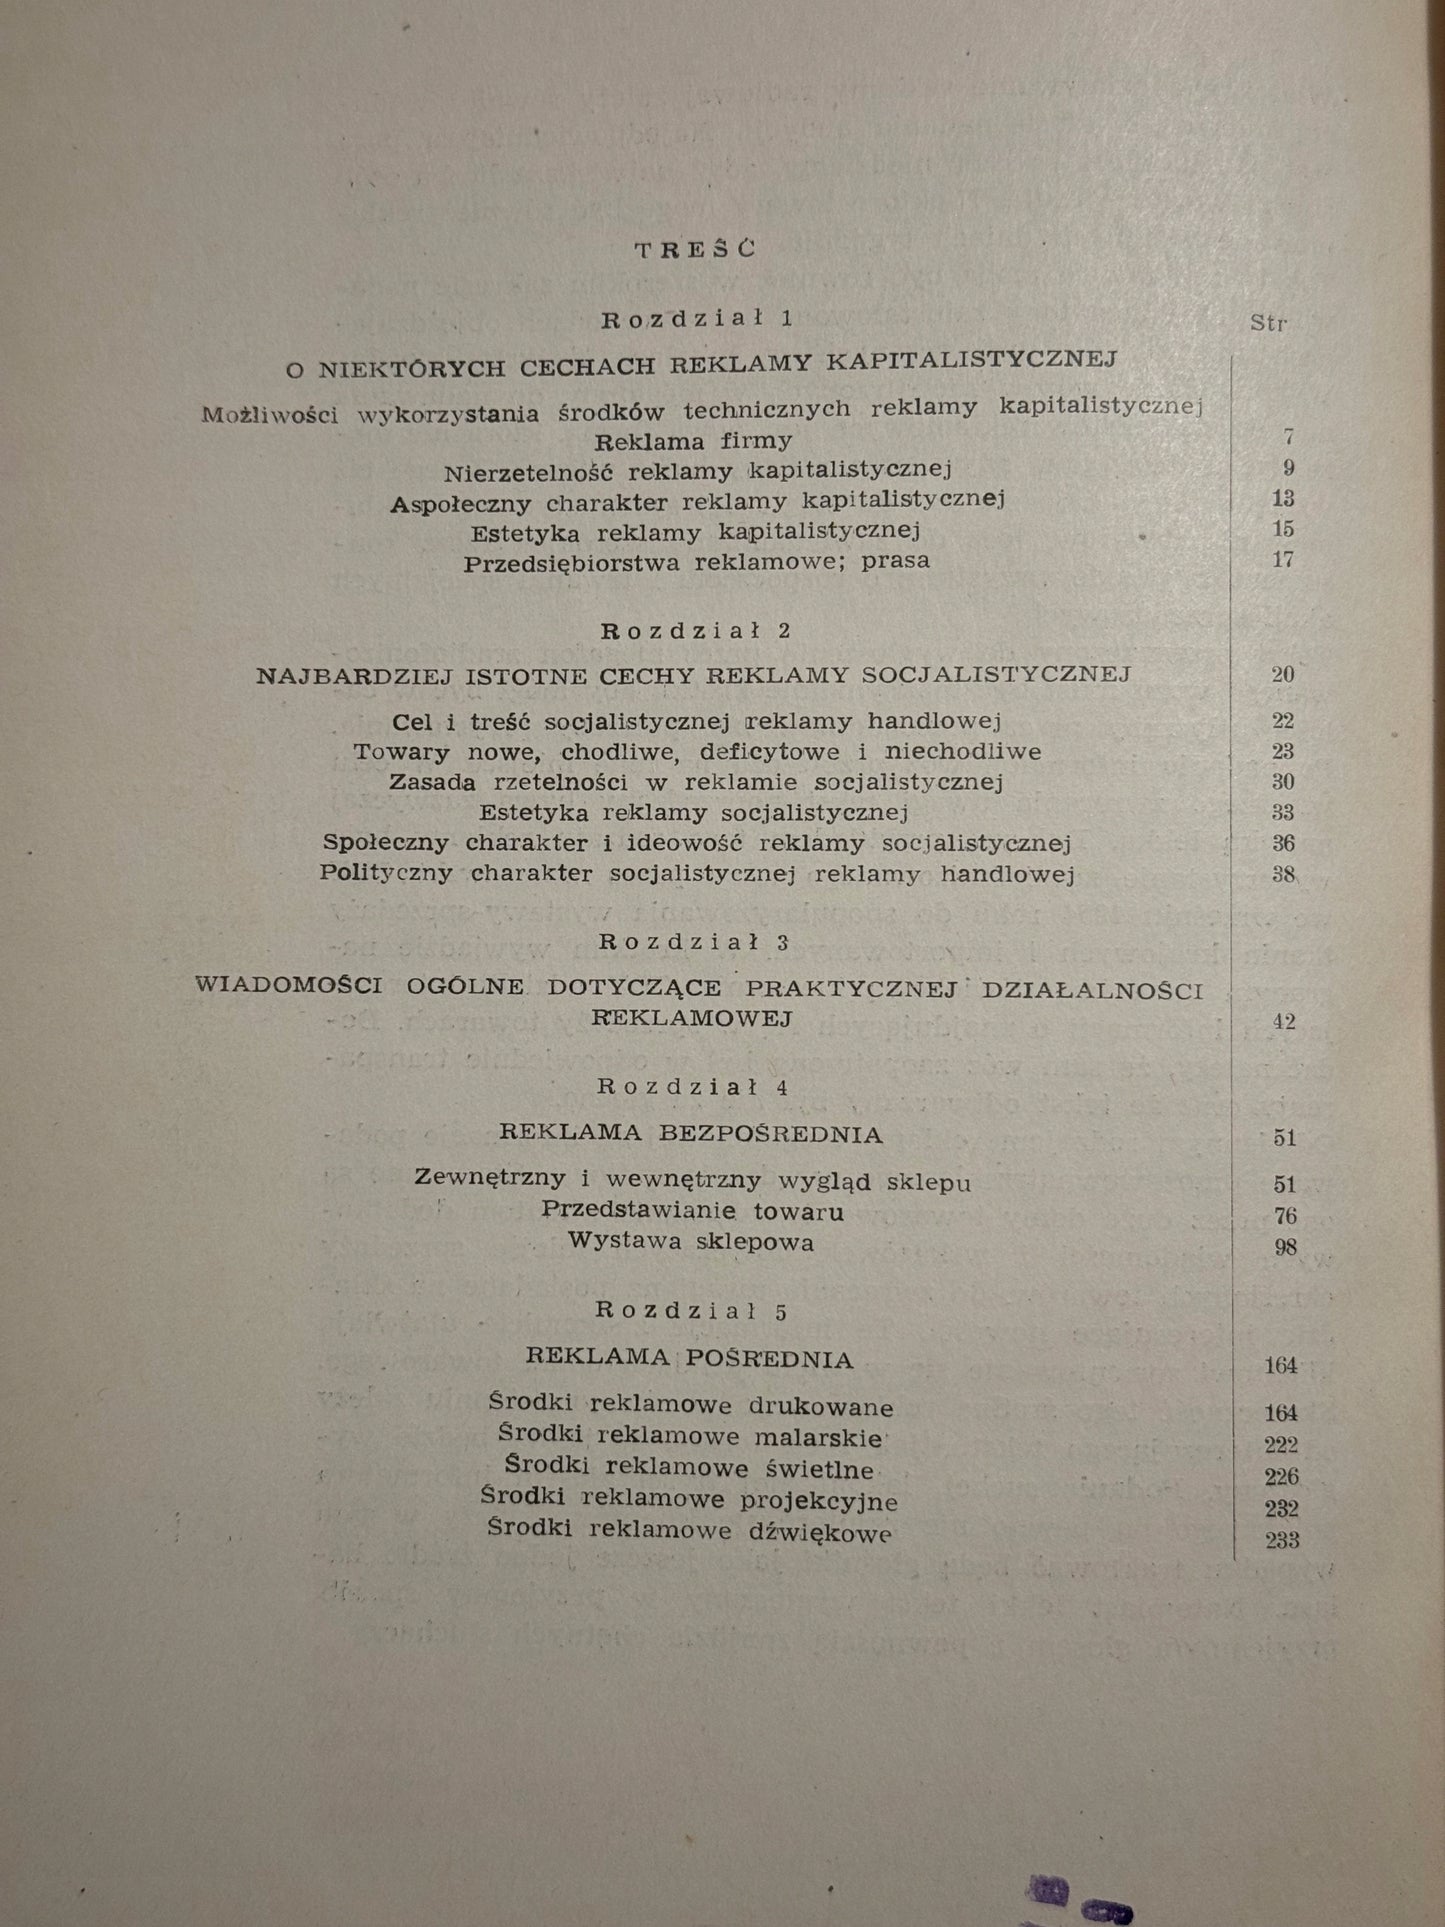 TREŚĆ
Rozdział 1
Str
O NIEKTÓRYCH CECHACH REKLAMY KAPITALISTYCZNEJ
Możliwości wykorzystania środków technicznych reklamy kapitalistycznej
Reklama firmy 7
Nierzetelność reklamy kapitalistycznej 9
Aspołeczny charakter reklamy kapitalistycznej 13
Estetyka reklamy kapitalistycznej 15
Przedsiębiorstwa reklamowe; prasa 17
Rozdział 2
NAJBARDZIEJ ISTOTNE CECHY REKLAMY SOCJALISTYCZNEJ 20
Cel i treść socjalistycznej reklamy handlowej 22
Towary nowe, chodliwe, deficytowe i niechodliwe 23
Zasada rzetelności w reklamie socjalistycznej 30
Estetyka reklamy socjalistycznej 33
Społeczny charakter i ideowość reklamy socjalistycznej 36
Polityczny charakter socjalistycznej reklamy handlowej 38
Rozdział 3
WIADOMOŚCI OGÓLNE DOTYCZĄCE PRAKTYCZNEJ DZIAŁALNOŚCI
REKLAMOWEJ 42
Rozdział 4
REKLAMA BEZPOŚREDNIA 51
Zewnętrzny i wewnętrzny wygląd sklepu 51
Przedstawianie towaru 76
Wystawa sklepowa 98
Rozdział 5
REKLAMA POŚREDNIA 164
Środki reklamowe drukowane 164
Środki reklamowe malarskie 222
Środki reklamowe świetlne 226
Środki reklamowe projekcyjne 232
Środki reklamowe dźwiękowe 233